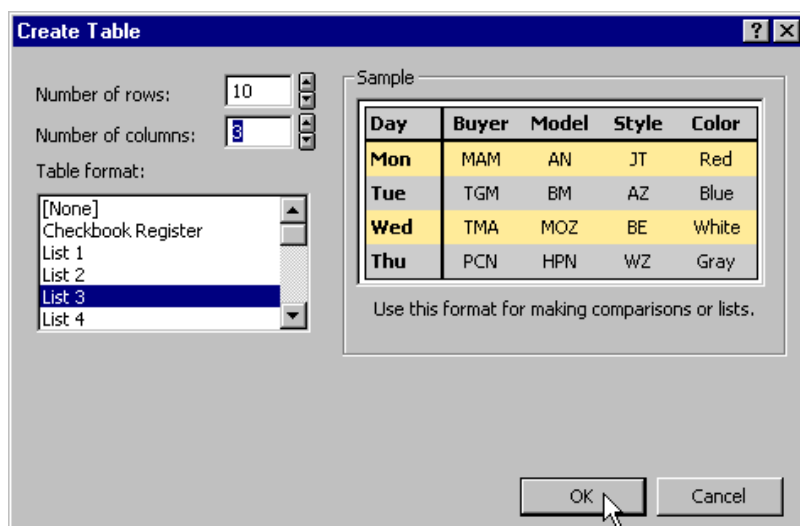 Create Table
Number of rows: 10
Number of columns: 3
Table format:
[None]
Checkbook Register
List 1
List 2
List 3
List 4
Sample
Day Buyer Model Style Color
Mon MAM AN JT Red
Tue TGM BM AZ Blue
Wed TMA MOZ BE White
Thu PCN HPN WZ Gray
Use this format for making comparisons or lists.
OK Cancel